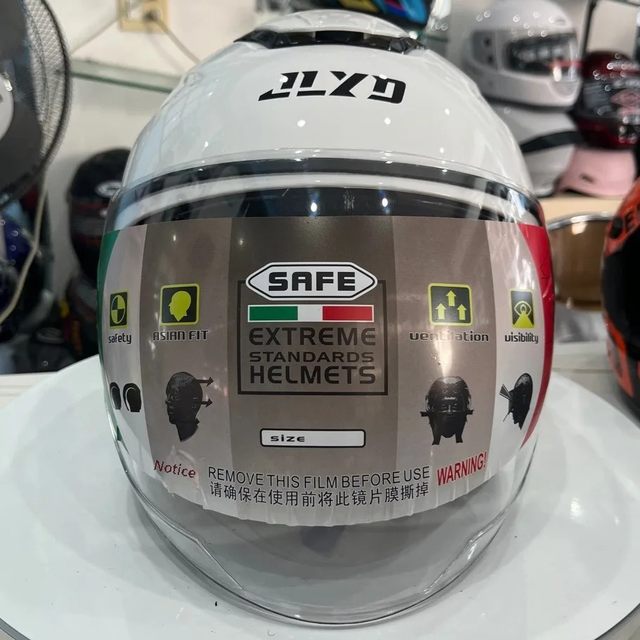 JIXG
SAFE
EXTREME
STANDARDS
HELMETS
safety
ASIAN FIT
ventilation
visibility
size
Notice
REMOVE THIS FILM BEFORE USE
WARNING!
请确保在使用前将此镜片膜撕掉